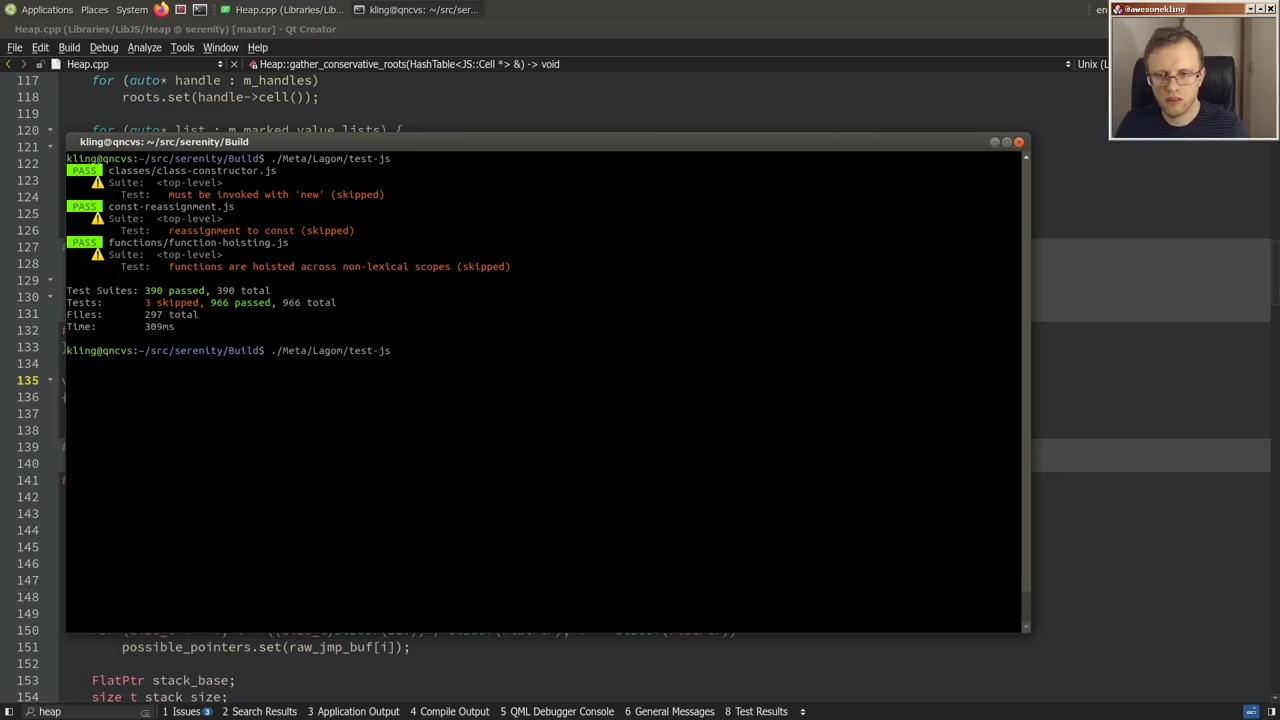 Applications Places System Heap.cpp (Libraries/Lib... kling@qncvs: ~/src/ser... en
@awesomekling
Heap.cpp (Libraries/LibJS/Heap @ serenity) [master] - Qt Creator
File Edit Build Debug Analyze Tools Window Help
Heap.cpp Heap::gather_conservative_roots(HashTable<JS::Cell *> &) -> void Unix (L
117 for (auto* handle : m_handles)
118 roots.set(handle->cell());
119
120 for (auto* list : m_marked_value_lists) {
kling@qncvs: ~/src/serenity/Build
121
kling@qncvs:~/src/serenity/Build$ ./Meta/Lagom/test-js
122
PASS classes/class-constructor.js
Suite: <top-level>
123
Test: must be invoked with 'new' (skipped)
124
PASS const-reassignment.js
125
Suite: <top-level>
126
Test: reassignment to const (skipped)
127
PASS functions/function-hoisting.js
128
Suite: <top-level>
Test: functions are hoisted across non-lexical scopes (skipped)
129
Test Suites: 390 passed, 390 total
130
Tests: 3 skipped, 966 passed, 966 total
131
Files: 297 total
Time: 309ms
132
133
kling@qncvs:~/src/serenity/Build$ ./Meta/Lagom/test-js
134
135
136
137
138
139
140
141
142
143
144
145
146
147
148
149
150
151 possible_pointers.set(raw_jmp_buf[i]);
152
153 FlatPtr stack_base;
154 size_t stack_size;
heap 1 Issues 3 2 Search Results 3 Application Output 4 Compile Output 5 QML Debugger Console 6 General Messages 8 Test Results